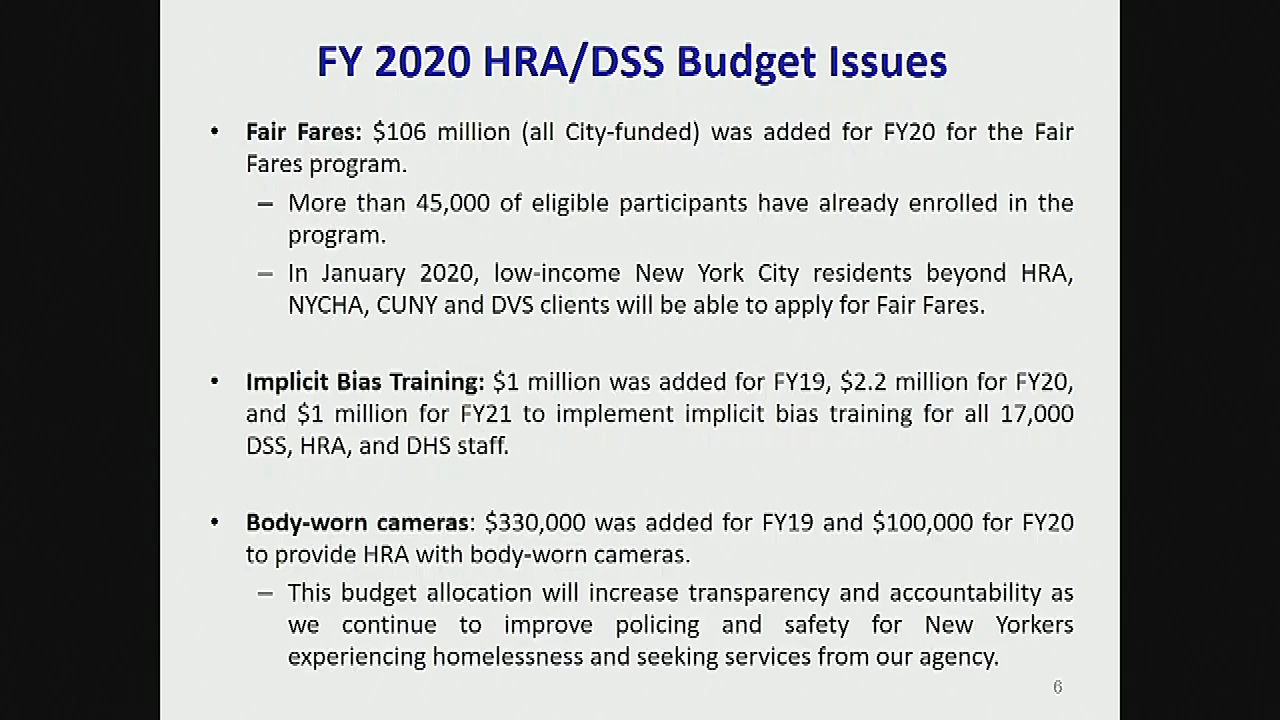 FY 2020 HRA/DSS Budget Issues
• Fair Fares: $106 million (all City-funded) was added for FY20 for the Fair
Fares program.
– More than 45,000 of eligible participants have already enrolled in the
program.
– In January 2020, low-income New York City residents beyond HRA,
NYCHA, CUNY and DVS clients will be able to apply for Fair Fares.
• Implicit Bias Training: $1 million was added for FY19, $2.2 million for FY20,
and $1 million for FY21 to implement implicit bias training for all 17,000
DSS, HRA, and DHS staff.
• Body-worn cameras: $330,000 was added for FY19 and $100,000 for FY20
to provide HRA with body-worn cameras.
– This budget allocation will increase transparency and accountability as
we continue to improve policing and safety for New Yorkers
experiencing homelessness and seeking services from our agency.
6